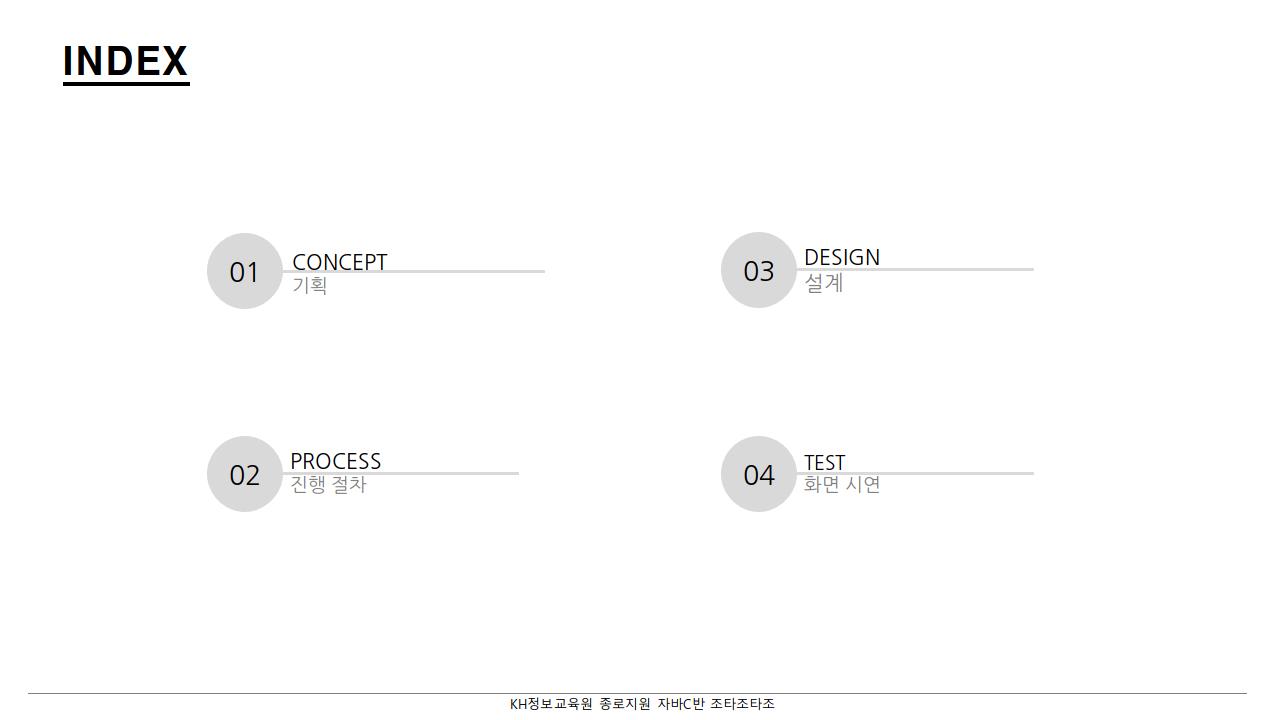 INDEX
01
CONCEPT
기획
02
PROCESS
진행 절차
03
DESIGN
설계
04
TEST
화면 시연
KH정보교육원 종로지원 자바C반 조타조타조